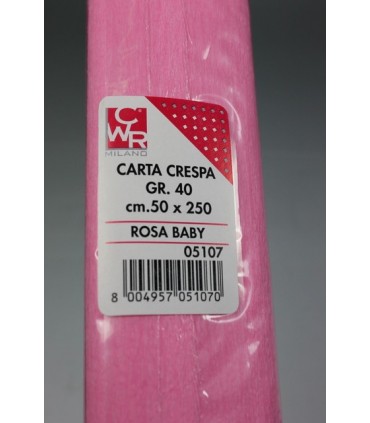 CWR
MILANO
CARTA CRESPA
GR. 40
cm.50 x 250
ROSA BABY
05107
8 004957 051070